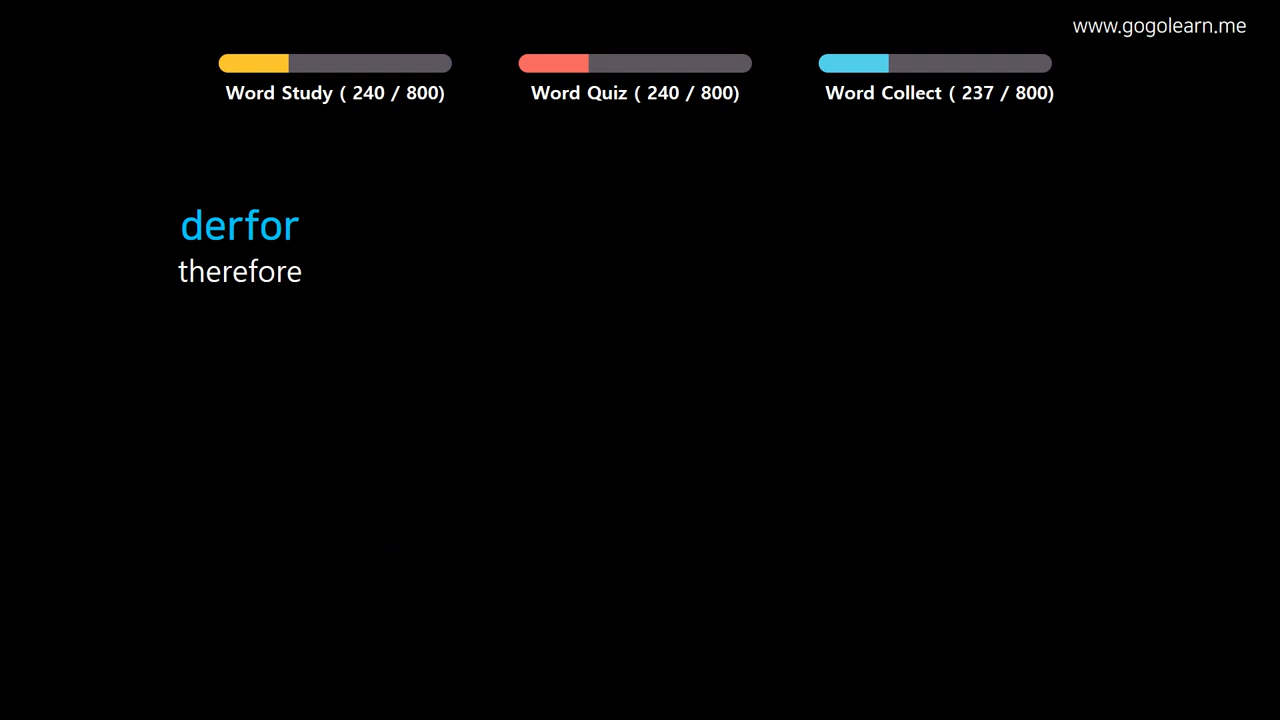 www.gogolearn.me
Word Study ( 240 / 800)
Word Quiz ( 240 / 800)
Word Collect ( 237 / 800)
derfor
therefore